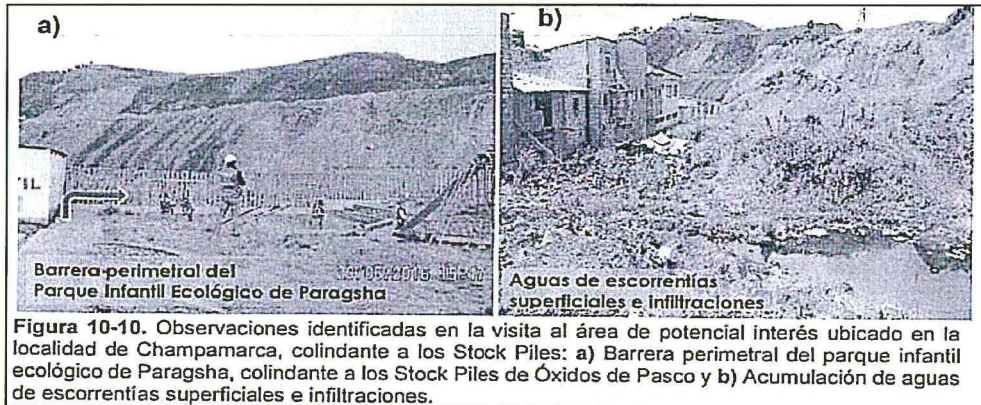 a)
b)
IL
Barrera perimetral del
Parque Infantil Ecológico de Paragsha
Aguas de escorrentías
superficiales e infiltraciones
Figura 10-10. Observaciones identificadas en la visita al área de potencial interés ubicado en la
localidad de Champamarca, colindante a los Stock Piles: a) Barrera perimetral del parque infantil
ecológico de Paragsha, colindante a los Stock Piles de Óxidos de Pasco y b) Acumulación de aguas
de escorrentías superficiales e infiltraciones.